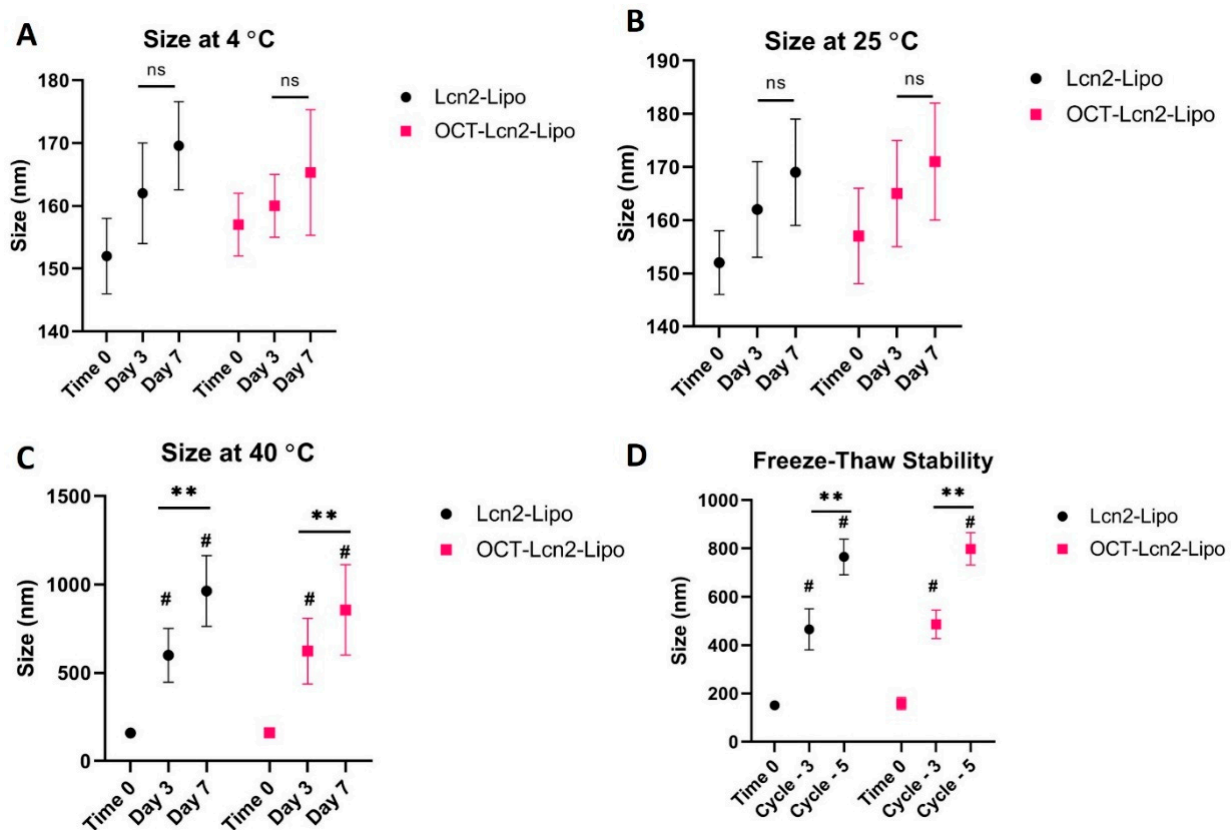 A
Size at 4 °C
180
170
160
150
140
Size (nm)
ns
ns
Time 0
Day 3
Day 7
Time 0
Day 3
Day 7
Lcn2-Lipo
OCT-Lcn2-Lipo
B
Size at 25 °C
190
180
170
160
150
140
Size (nm)
ns
ns
Time 0
Day 3
Day 7
Time 0
Day 3
Day 7
Lcn2-Lipo
OCT-Lcn2-Lipo
C
Size at 40 °C
1500
1000
500
0
Size (nm)
**
**
#
#
#
#
Time 0
Day 3
Day 7
Time 0
Day 3
Day 7
Lcn2-Lipo
OCT-Lcn2-Lipo
D
Freeze-Thaw Stability
1000
800
600
400
200
0
Size (nm)
**
**
#
#
#
#
Time 0
Cycle - 3
Cycle - 5
Time 0
Cycle - 3
Cycle - 5
Lcn2-Lipo
OCT-Lcn2-Lipo